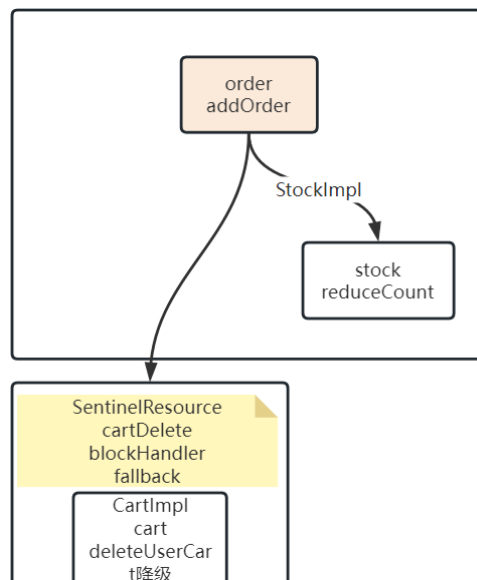 order
addOrder
StockImpl
stock
reduceCount
SentinelResource
cartDelete
blockHandler
fallback
CartImpl
cart
deleteUserCar
t降级